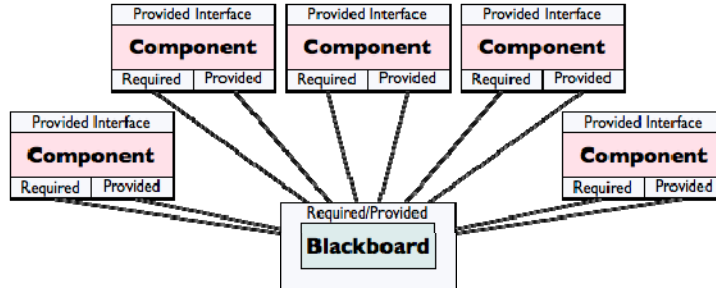 Provided Interface
Component
Required Provided
Provided Interface
Component
Required Provided
Provided Interface
Component
Required Provided
Provided Interface
Component
Required Provided
Provided Interface
Component
Required Provided
Required/Provided
Blackboard